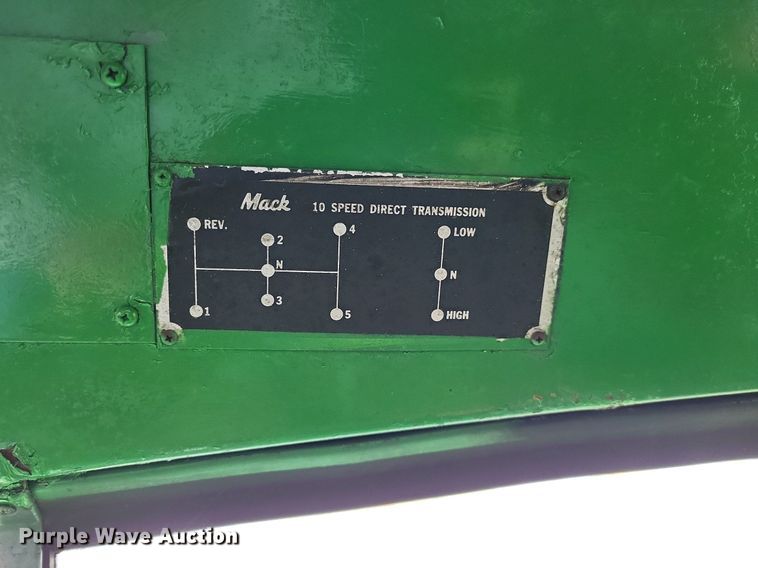 Mack 10 SPEED DIRECT TRANSMISSION
REV. 2 4 LOW
N N
1 3 5 HIGH
Purple Wave Auction